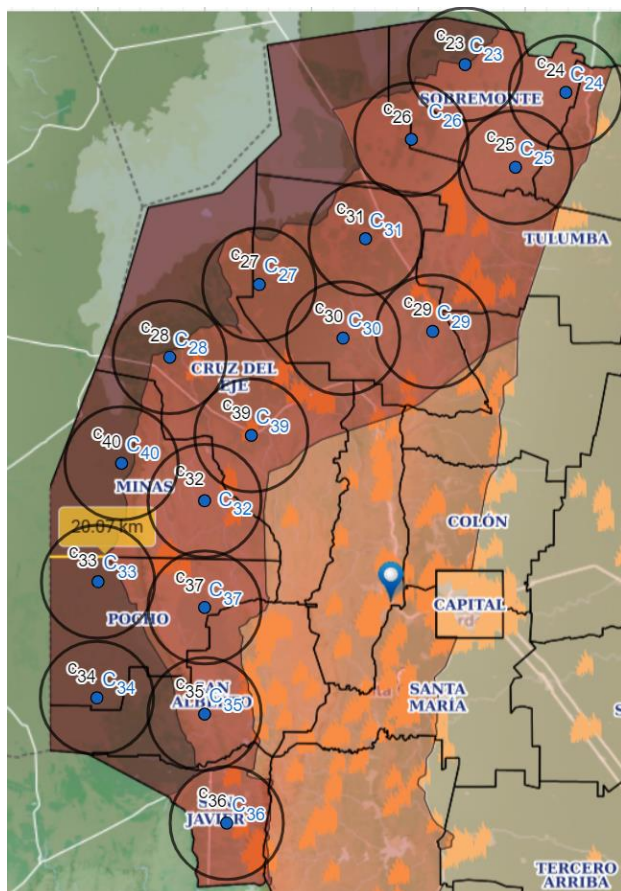 c23 C23
c24 C24
SOBREMONTE
c26 C26
c25 C25
c31 C31
TULUMBA
c27 C27
c29 C29
c30 C30
c28 C28
CRUZ DEL
EJE
c39 C39
c40 C40
MINAS
c32 C32
20.07 km
COLÓN
c33 C33
c37 C37
CAPITAL
POCHO
c34 C34
SAN
c35 C35
SANTA
MARÍA
c36 C36
JAVIER
TERCERO
ARRIBA